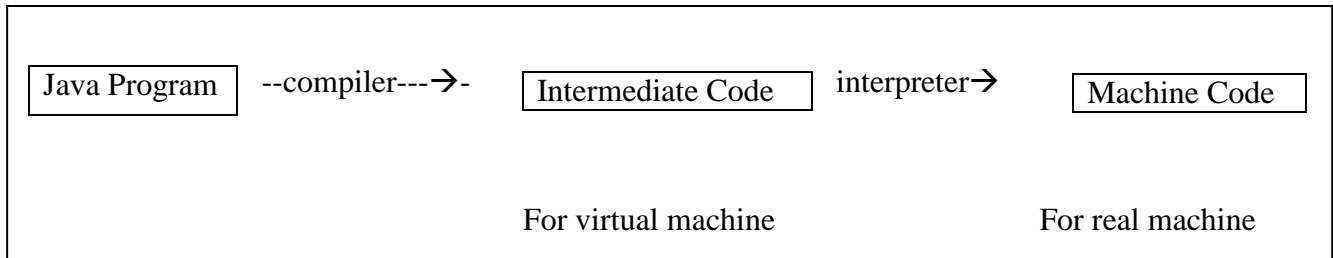 Java Program --compiler---→- Intermediate Code interpreter→ Machine Code
For virtual machine For real machine